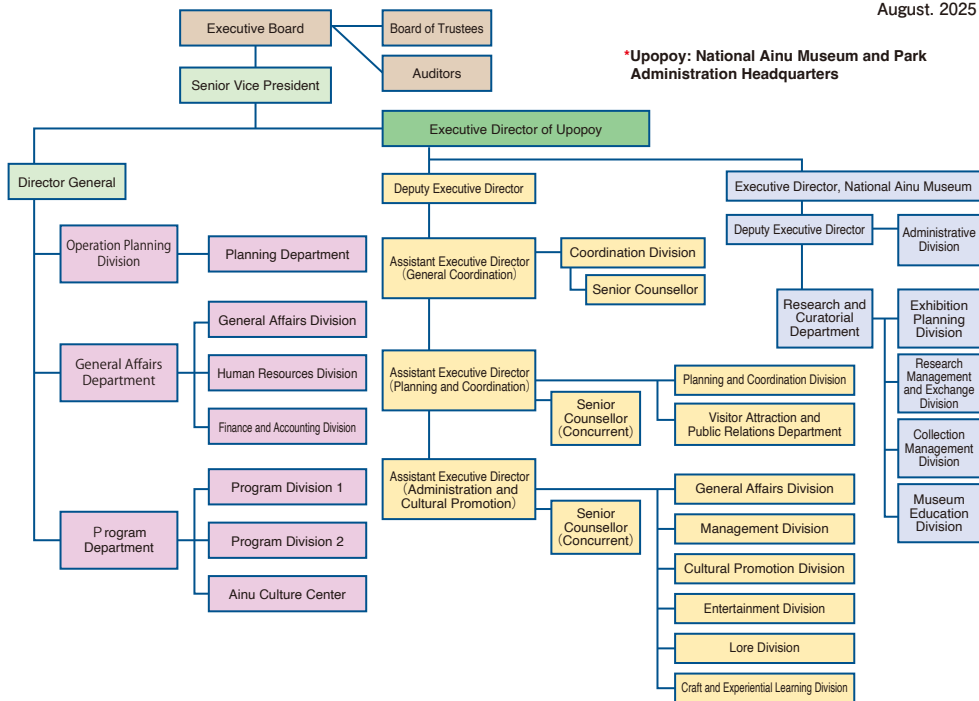 August. 2025
Executive Board
Board of Trustees
Auditors
*Upopoy: National Ainu Museum and Park
Administration Headquarters
Senior Vice President
Executive Director of Upopoy
Director General
Operation Planning
Division
Planning Department
General Affairs
Department
General Affairs Division
Human Resources Division
Finance and Accounting Division
Program
Department
Program Division 1
Program Division 2
Ainu Culture Center
Deputy Executive Director
Assistant Executive Director
(General Coordination)
Coordination Division
Senior Counsellor
Assistant Executive Director
(Planning and Coordination)
Senior
Counsellor
(Concurrent)
Planning and Coordination Division
Visitor Attraction and
Public Relations Department
Assistant Executive Director
(Administration and
Cultural Promotion)
Senior
Counsellor
(Concurrent)
General Affairs Division
Management Division
Cultural Promotion Division
Entertainment Division
Lore Division
Craft and Experiential Learning Division
Executive Director, National Ainu Museum
Deputy Executive Director
Administrative
Division
Research and
Curatorial
Department
Exhibition
Planning
Division
Research
Management
and Exchange
Division
Collection
Management
Division
Museum
Education
Division